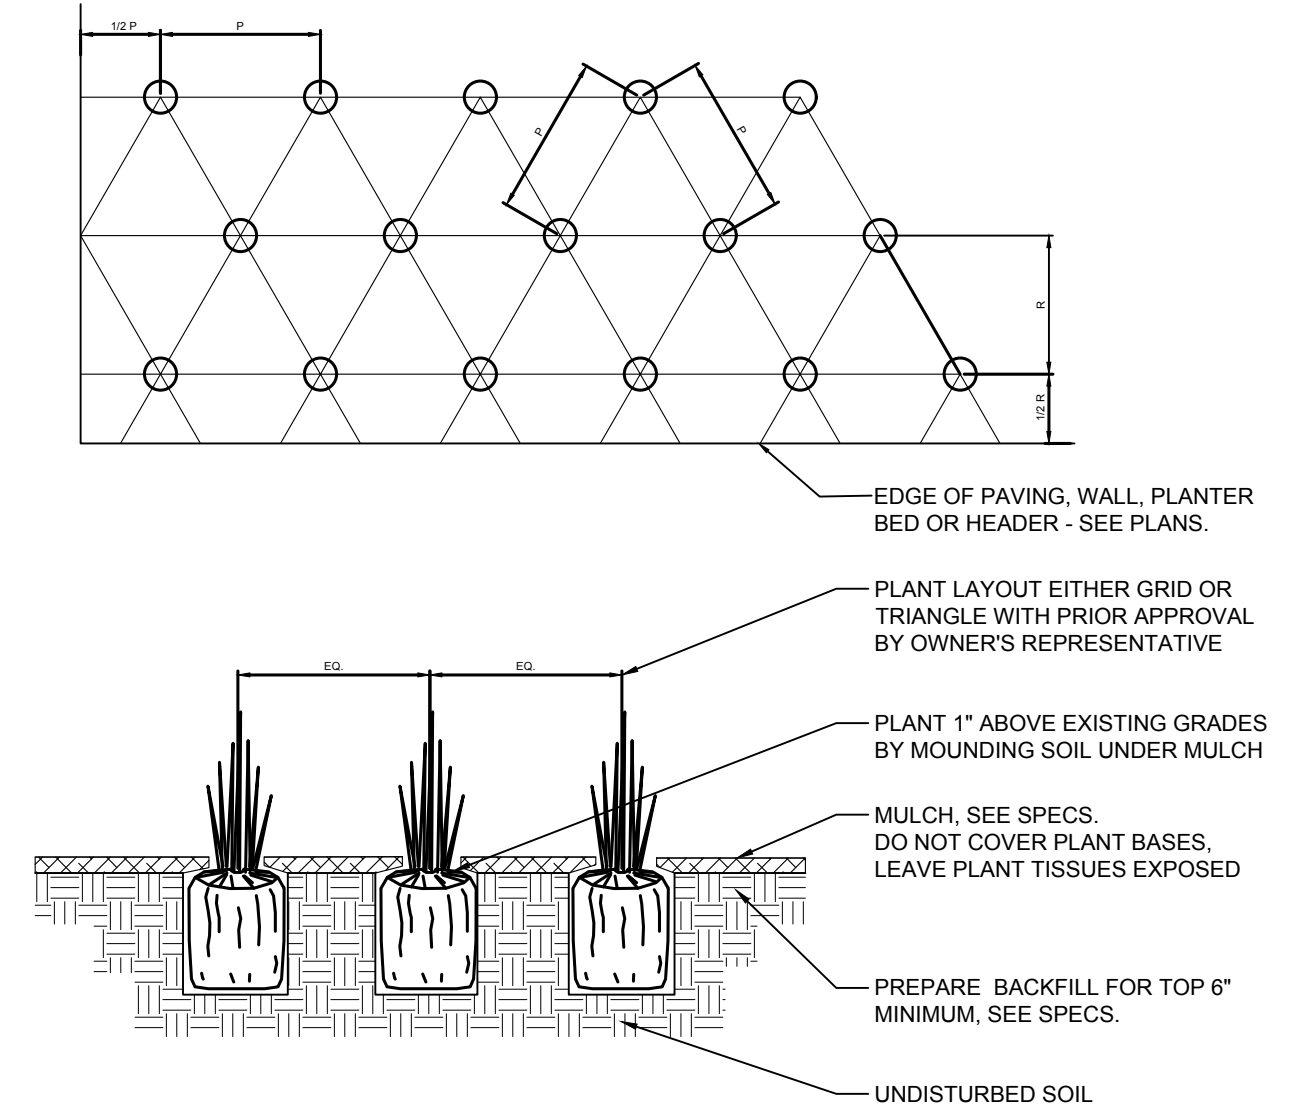 1/2 P
P
P
P
R
1/2 R
EDGE OF PAVING, WALL, PLANTER
BED OR HEADER - SEE PLANS.
PLANT LAYOUT EITHER GRID OR
TRIANGLE WITH PRIOR APPROVAL
BY OWNER'S REPRESENTATIVE
EQ.
EQ.
PLANT 1" ABOVE EXISTING GRADES
BY MOUNDING SOIL UNDER MULCH
MULCH, SEE SPECS.
DO NOT COVER PLANT BASES,
LEAVE PLANT TISSUES EXPOSED
PREPARE  BACKFILL FOR TOP 6"
MINIMUM, SEE SPECS.
UNDISTURBED SOIL